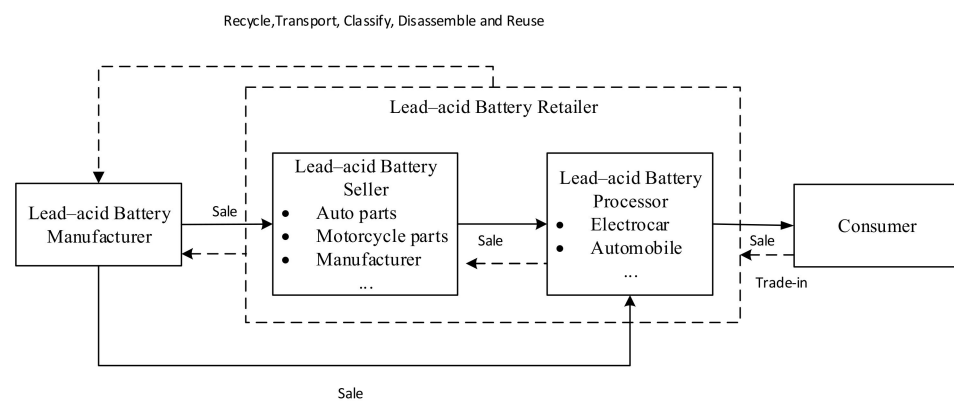 Recycle,Transport, Classify, Disassemble and Reuse
Lead–acid Battery Retailer
Lead–acid Battery
Manufacturer
Sale
Lead–acid Battery
Seller
● Auto parts
● Motorcycle parts
● Manufacturer
...
Sale
Lead–acid Battery
Processor
● Electrocar
● Automobile
...
Sale
Trade-in
Consumer
Sale